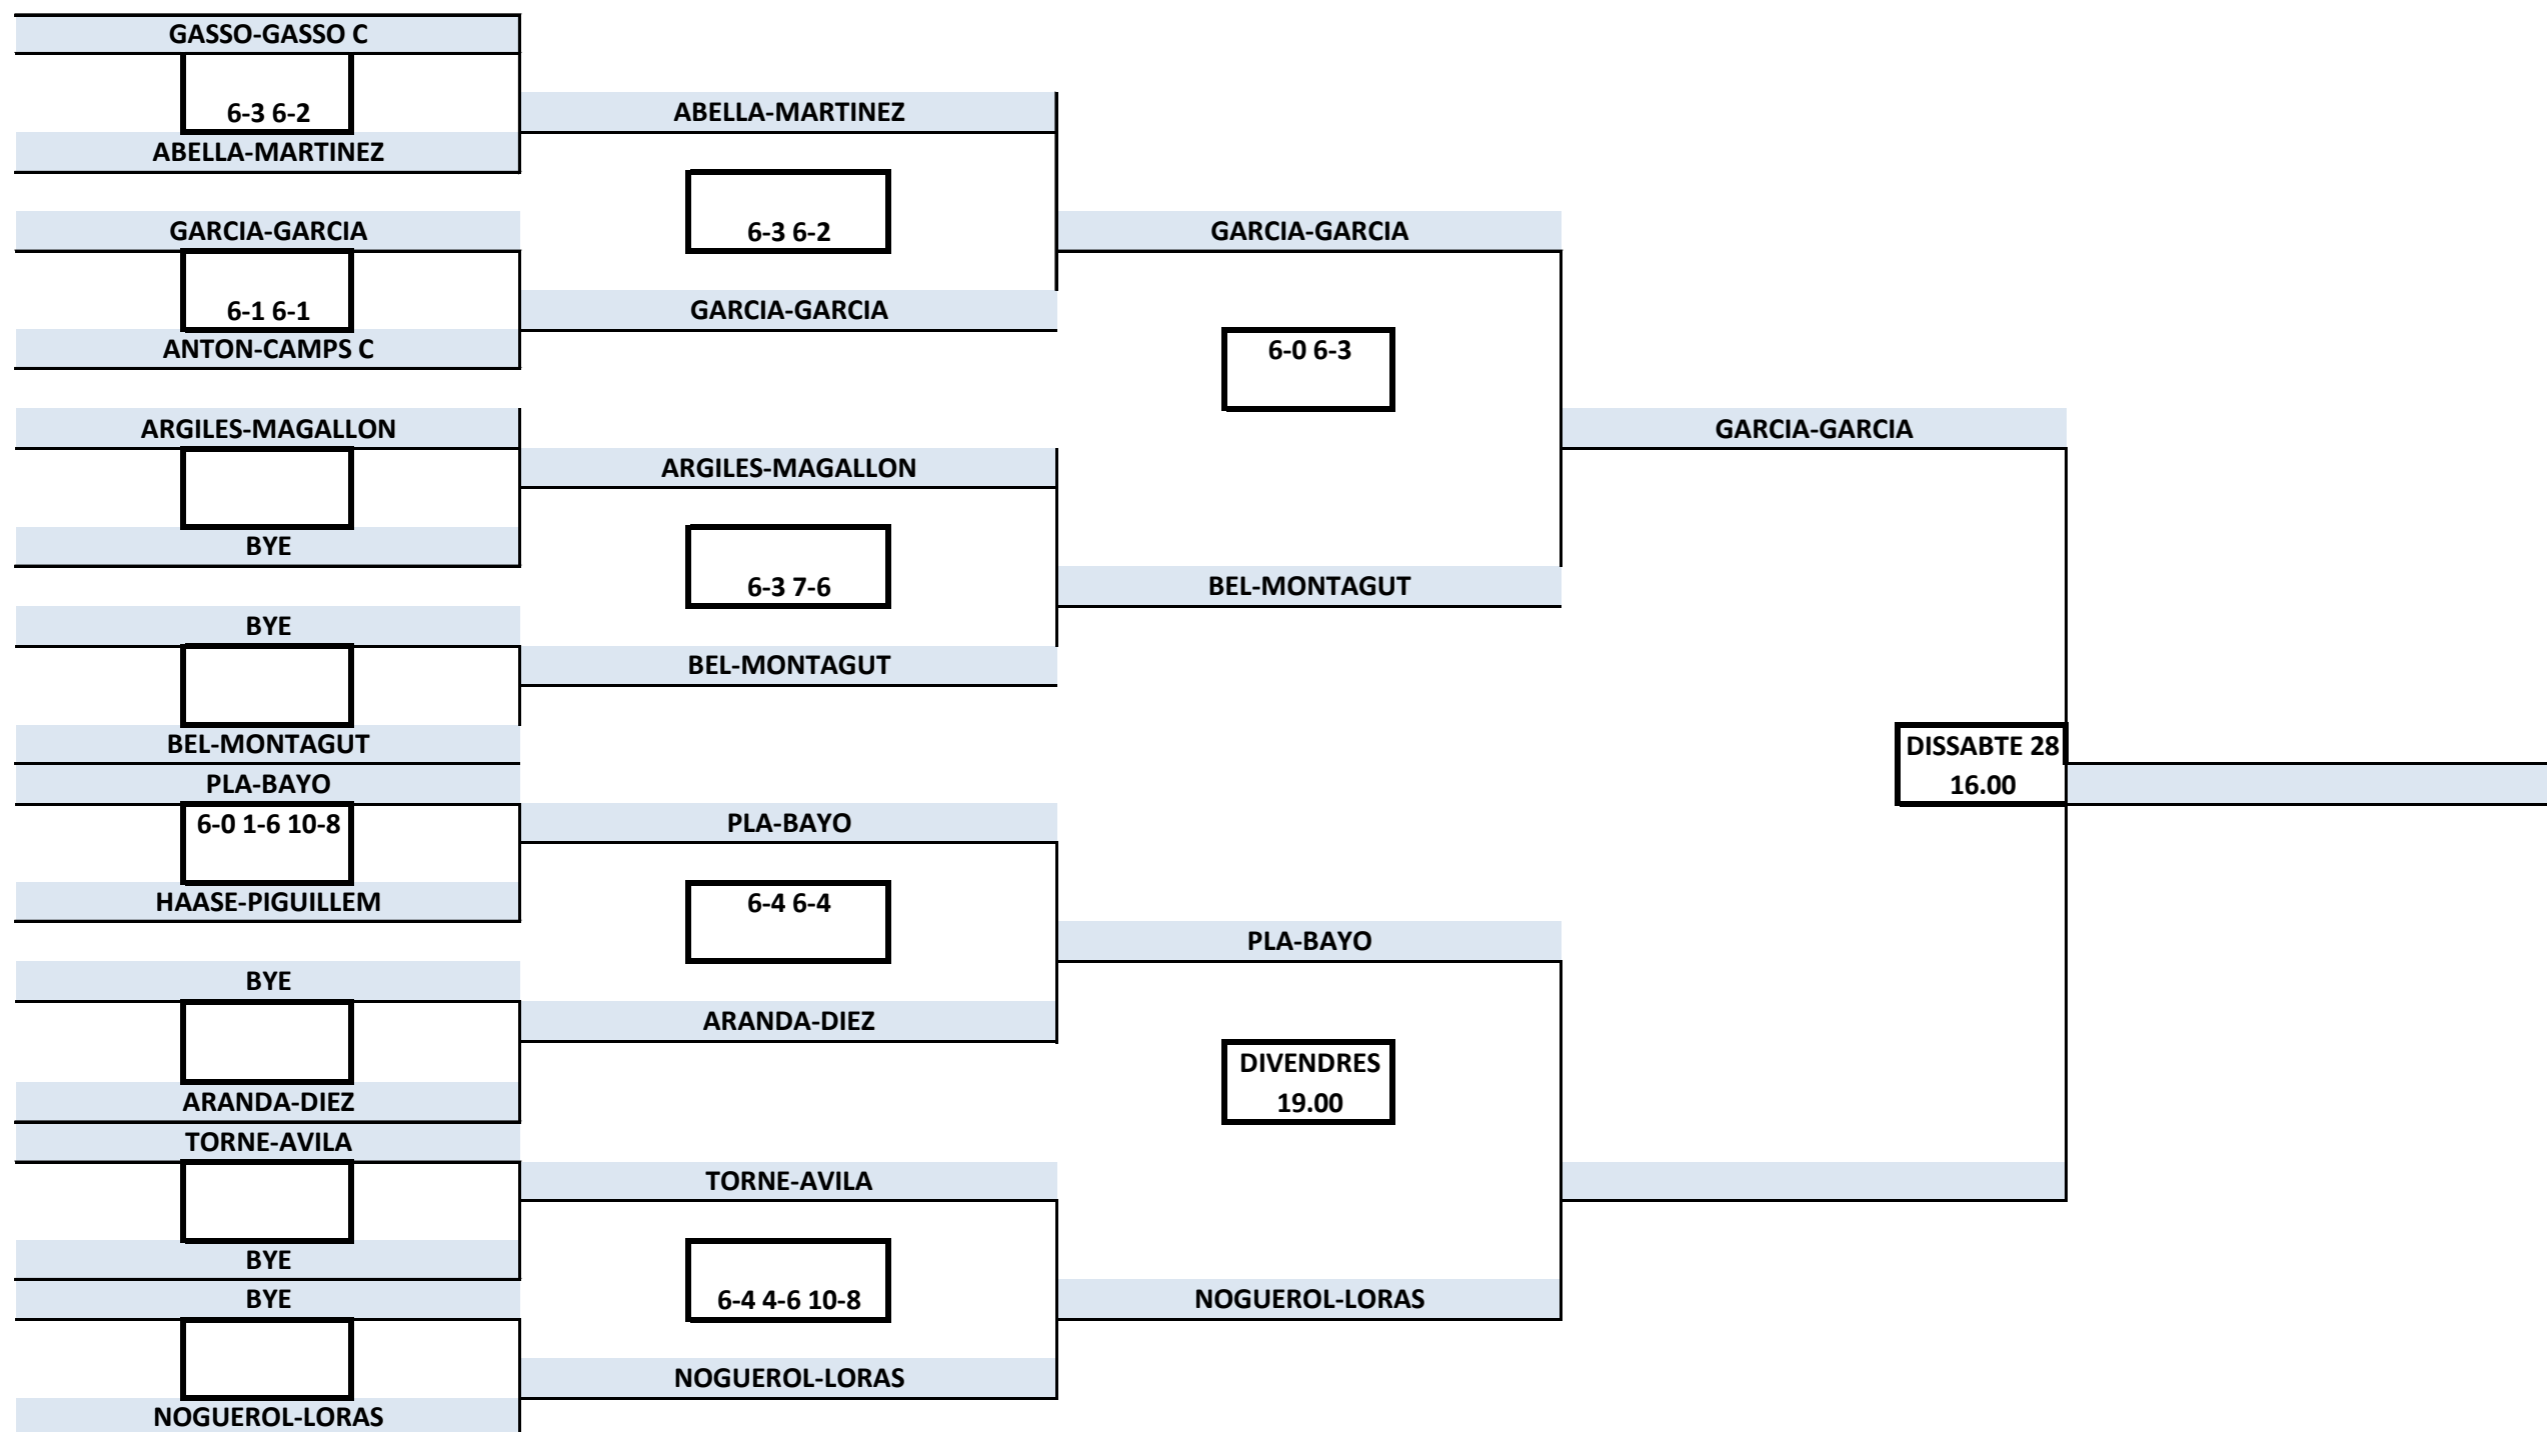 GASSO-GASSO C
6-3 6-2
ABELLA-MARTINEZ
GARCIA-GARCIA
6-1 6-1
ANTON-CAMPS C
ARGILES-MAGALLON
BYE
BYE
BEL-MONTAGUT
PLA-BAYO
6-0 1-6 10-8
HAASE-PIGUILLEM
BYE
ARANDA-DIEZ
TORNE-AVILA
BYE
BYE
NOGUEROL-LORAS
ABELLA-MARTINEZ
6-3 6-2
GARCIA-GARCIA
ARGILES-MAGALLON
6-3 7-6
BEL-MONTAGUT
PLA-BAYO
6-4 6-4
ARANDA-DIEZ
TORNE-AVILA
6-4 4-6 10-8
NOGUEROL-LORAS
GARCIA-GARCIA
6-0 6-3
BEL-MONTAGUT
PLA-BAYO
DIVENDRES
19.00
NOGUEROL-LORAS
GARCIA-GARCIA
DISSABTE 28
16.00